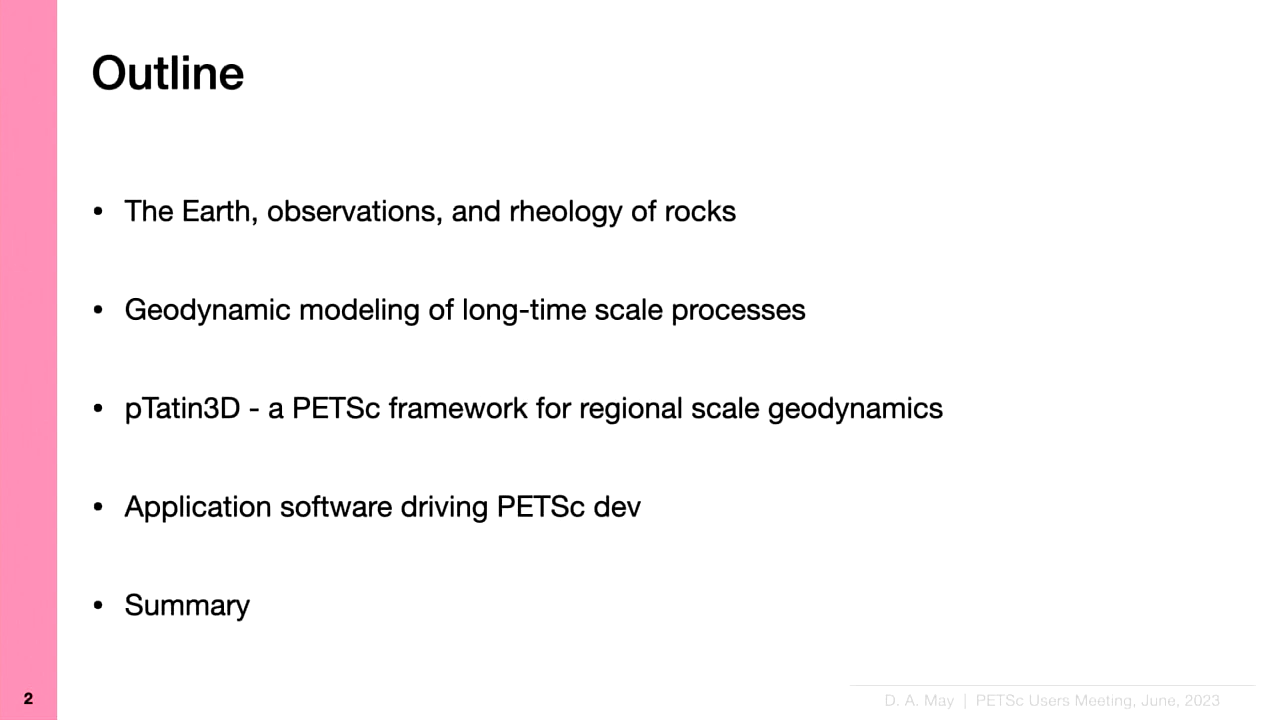 Outline
• The Earth, observations, and rheology of rocks
• Geodynamic modeling of long-time scale processes
• pTatin3D - a PETSc framework for regional scale geodynamics
• Application software driving PETSc dev
• Summary
2
D. A. May | PETSc Users Meeting, June, 2023